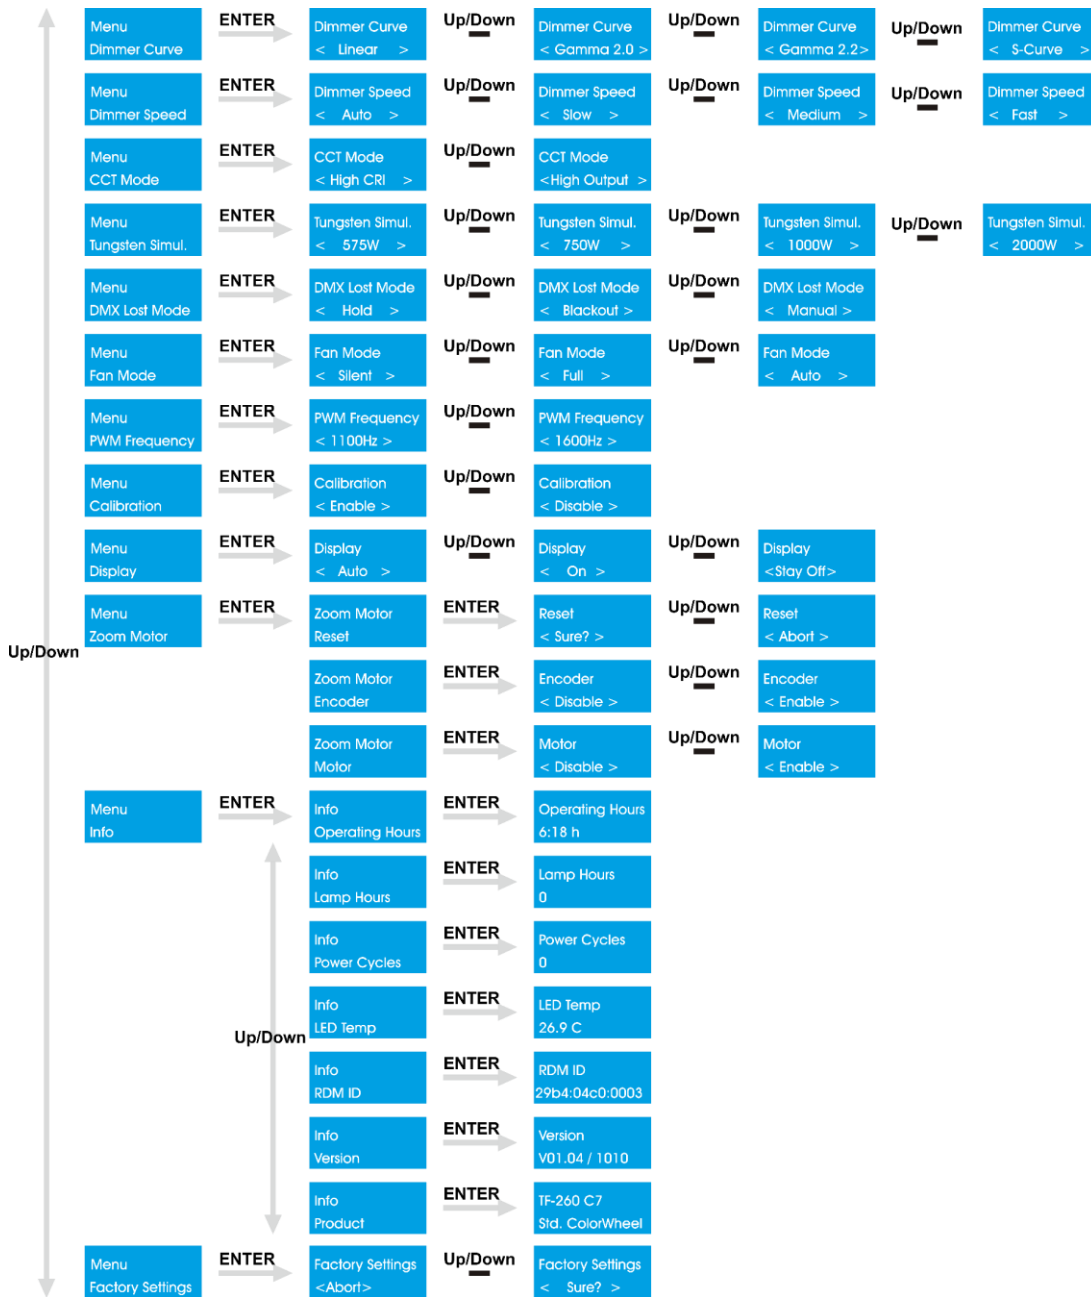 Menu
Dimmer Curve
ENTER
Dimmer Curve
< Linear >
Up/Down
Dimmer Curve
< Gamma 2.0 >
Up/Down
Dimmer Curve
< Gamma 2.2>
Up/Down
Dimmer Curve
< S-Curve >
Menu
Dimmer Speed
ENTER
Dimmer Speed
< Auto >
Up/Down
Dimmer Speed
< Slow >
Up/Down
Dimmer Speed
< Medium >
Up/Down
Dimmer Speed
< Fast >
Menu
CCT Mode
ENTER
CCT Mode
< High CRI >
Up/Down
CCT Mode
<High Output >
Menu
Tungsten Simul.
ENTER
Tungsten Simul.
< 575W >
Up/Down
Tungsten Simul.
< 750W >
Up/Down
Tungsten Simul.
< 1000W >
Up/Down
Tungsten Simul.
< 2000W >
Menu
DMX Lost Mode
ENTER
DMX Lost Mode
< Hold >
Up/Down
DMX Lost Mode
< Blackout >
Up/Down
DMX Lost Mode
< Manual >
Menu
Fan Mode
ENTER
Fan Mode
< Silent >
Up/Down
Fan Mode
< Full >
Up/Down
Fan Mode
< Auto >
Menu
PWM Frequency
ENTER
PWM Frequency
< 1100Hz >
Up/Down
PWM Frequency
< 1600Hz >
Menu
Calibration
ENTER
Calibration
< Enable >
Up/Down
Calibration
< Disable >
Menu
Display
ENTER
Display
< Auto >
Up/Down
Display
< On >
Up/Down
Display
<Stay Off>
Menu
Zoom Motor
ENTER
Zoom Motor
Reset
ENTER
Reset
< Sure? >
Up/Down
Reset
< Abort >
Up/Down
Zoom Motor
Encoder
ENTER
Encoder
< Disable >
Up/Down
Encoder
< Enable >
Zoom Motor
Motor
ENTER
Motor
< Disable >
Up/Down
Motor
< Enable >
Menu
Info
ENTER
Info
Operating Hours
ENTER
Operating Hours
6:18 h
Info
Lamp Hours
ENTER
Lamp Hours
0
Info
Power Cycles
ENTER
Power Cycles
0
Info
LED Temp
ENTER
LED Temp
26.9 C
Up/Down
Info
RDM ID
ENTER
RDM ID
29b4:04c0:0003
Info
Version
ENTER
Version
V01.04 / 1010
Info
Product
ENTER
TF-260 C7
Std. ColorWheel
Menu
Factory Settings
ENTER
Factory Settings
<Abort>
Up/Down
Factory Settings
< Sure? >